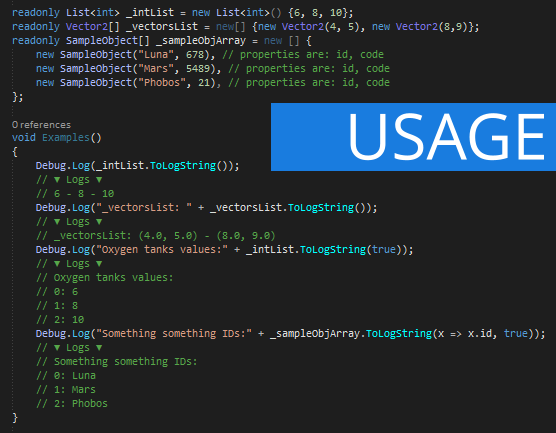 readonly List<int> _intList = new List<int>() {6, 8, 10};
readonly Vector2[] _vectorsList = new[] {new Vector2(4, 5), new Vector2(8,9)};
readonly SampleObject[] _sampleObjArray = new [] {
    new SampleObject("Luna", 678), // properties are: id, code
    new SampleObject("Mars", 5489), // properties are: id, code
    new SampleObject("Phobos", 21), // properties are: id, code
};
USAGE
0 references
void Examples()
{
    Debug.Log(_intList.ToLogString());
    // ▼ Logs ▼
    // 6 - 8 - 10
    Debug.Log("_vectorsList: " + _vectorsList.ToLogString());
    // ▼ Logs ▼
    // _vectorsList: (4.0, 5.0) - (8.0, 9.0)
    Debug.Log("Oxygen tanks values:" + _intList.ToLogString(true));
    // ▼ Logs ▼
    // Oxygen tanks values:
    // 0: 6
    // 1: 8
    // 2: 10
    Debug.Log("Something something IDs:" + _sampleObjArray.ToLogString(x => x.id, true));
    // ▼ Logs ▼
    // Something something IDs:
    // 0: Luna
    // 1: Mars
    // 2: Phobos
}